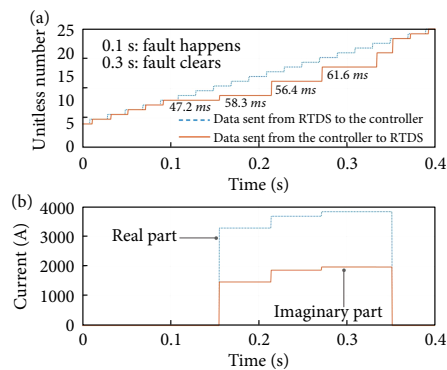 (a)
25
20
15
12
10
5
0
Unitless number
0.1 s: fault happens
0.3 s: fault clears
47.2 ms
58.3 ms
56.4 ms
61.6 ms
Data sent from RTDS to the controller
Data sent from the controller to RTDS
0
0.1
0.2
0.3
0.4
Time (s)
(b)
4000
3000
2000
1000
0
Current (A)
Real part
Imaginary part
0
0.1
0.2
0.3
0.4
Time (s)